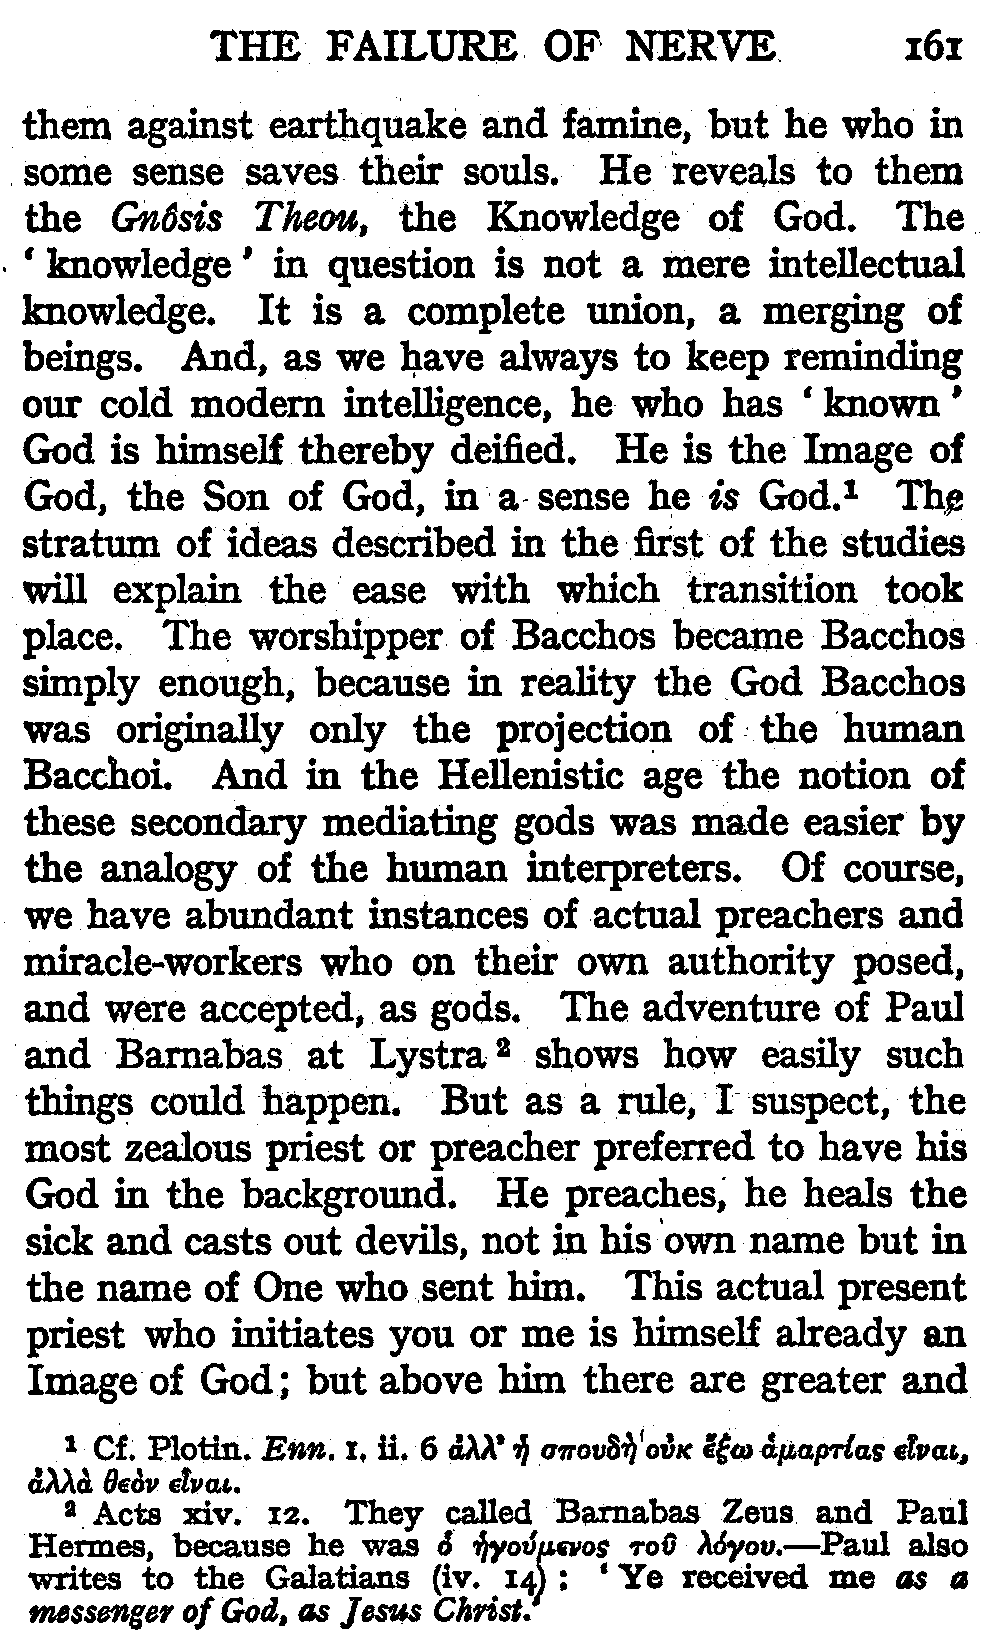 THE FAILURE OF NERVE 161
them against earthquake and famine, but he who in
some sense saves their souls. He reveals to them
the Gnôsis Theou, the Knowledge of God. The
‘ knowledge ’ in question is not a mere intellectual
knowledge. It is a complete union, a merging of
beings. And, as we have always to keep reminding
our cold modern intelligence, he who has ‘ known ’
God is himself thereby deified. He is the Image of
God, the Son of God, in a sense he is God.¹ The
stratum of ideas described in the first of the studies
will explain the ease with which transition took
place. The worshipper of Bacchos became Bacchos
simply enough, because in reality the God Bacchos
was originally only the projection of the human
Bacchoi. And in the Hellenistic age the notion of
these secondary mediating gods was made easier by
the analogy of the human interpreters. Of course,
we have abundant instances of actual preachers and
miracle-workers who on their own authority posed,
and were accepted, as gods. The adventure of Paul
and Barnabas at Lystra ² shows how easily such
things could happen. But as a rule, I suspect, the
most zealous priest or preacher preferred to have his
God in the background. He preaches, he heals the
sick and casts out devils, not in his own name but in
the name of One who sent him. This actual present
priest who initiates you or me is himself already an
Image of God; but above him there are greater and
¹ Cf. Plotin. Enn. I. ii. 6 ἀλλ’ ἡ σπουδὴ οὐκ ἔξω ἁμαρτίας εἶναι,
ἀλλὰ θεὸν εἶναι.
² Acts xiv. 12. They called Barnabas Zeus and Paul
Hermes, because he was ὁ ἡγούμενος τοῦ λόγου.—Paul also
writes to the Galatians (iv. 14) : ‘ Ye received me as a
messenger of God, as Jesus Christ.’